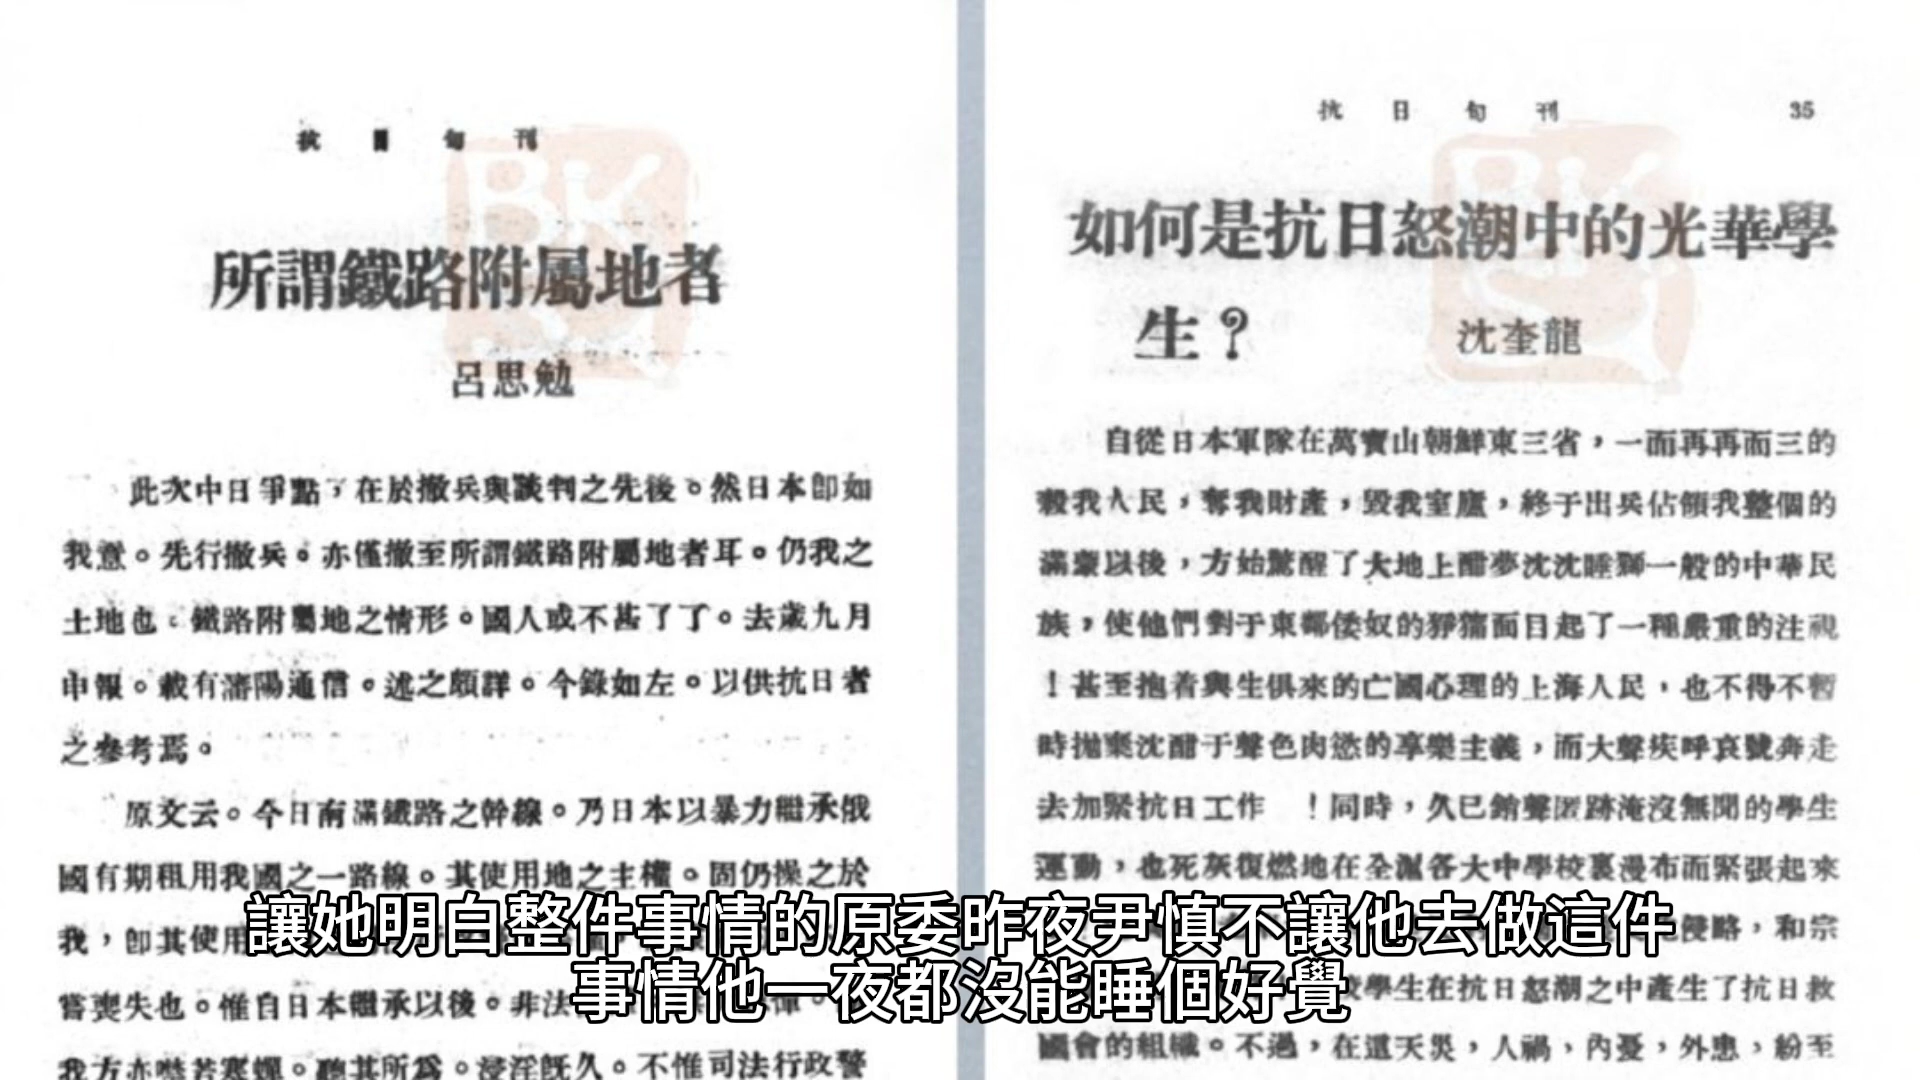 抗日旬刊
所謂鐵路附屬地者
呂思勉
此次中日爭點，在於撤兵與談判之先後。然日本卽如
我意。先行撤兵。亦僅撤至所謂鐵路附屬地者耳。仍我之
土地也。鐵路附屬地之情形。國人或不甚了了。去歲九月
申報。載有瀋陽通信。述之頗詳。今錄如左。以供抗日者
之參考焉。
原文云。今日南滿鐵路之幹線。乃日本以暴力繼承俄
國有期租用我國之一路線。其使用地之主權。固仍操之於
我，卽其使用
嘗喪失也。惟自日本繼承以後。非法
我方亦噤若寒蟬。聽其所為。浸淫旣久。不惟司法行政警
抗日旬刊 35
如何是抗日怒潮中的光華學
生？ 沈奎龍
自從日本軍隊在萬寶山朝鮮東三省，一而再再而三的
殺我人民，奪我財產，毀我室廬，終于出兵佔領我整個的
滿蒙以後，方始驚醒了大地上酣夢沈沈睡獅一般的中華民
族，使他們對于東鄰倭奴的猙獰面目起了一種嚴重的注視
！甚至抱着與生俱來的亡國心理的上海人民，也不得不暫
時拋棄沈酣于聲色肉慾的享樂主義，而大聲疾呼哀號奔走
去加緊抗日工作 ！同時，久已銷聲匿跡淹沒無聞的學生
運動，也死灰復燃地在全滬各大中學校裏漫布而緊張起來
侵略，和宗
學生在抗日怒潮之中產生了抗日救
國會的組織。不過，在這天災，人禍，內憂，外患，紛至
讓她明白整件事情的原委昨夜尹慎不讓他去做這件
事情他一夜都沒能睡個好覺